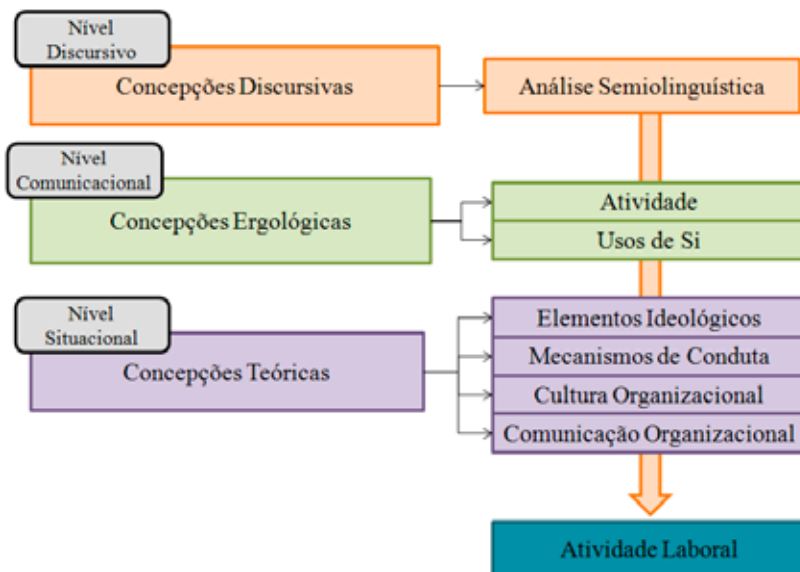 Nível
Discursivo
Concepções Discursivas
Análise Semiolinguística
Nível
Comunicacional
Concepções Ergológicas
Atividade
Usos de Si
Nível
Situacional
Concepções Teóricas
Elementos Ideológicos
Mecanismos de Conduta
Cultura Organizacional
Comunicação Organizacional
Atividade Laboral